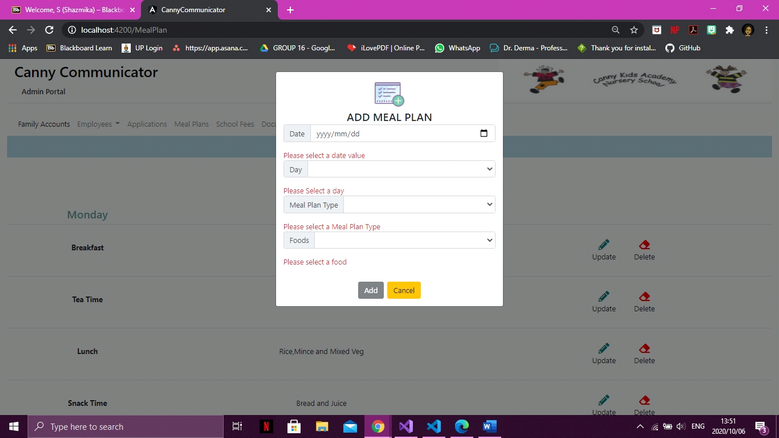 Welcome, S (Shazmika) – Blackbo
CannyCommunicator
localhost:4200/MealPlan
Apps
Blackboard Learn
UP Login
https://app.asana.c...
GROUP 16 - Googl...
iLovePDF | Online P...
WhatsApp
Dr. Derma - Profess...
Thank you for instal...
GitHub
Canny Communicator
Admin Portal
Canny Kids Academy
Nursery School
Family Accounts
Employees
Applications
Meal Plans
School Fees
Docu
ADD MEAL PLAN
Date
yyyy/mm/dd
Please select a date value
Day
Please Select a day
Meal Plan Type
Please select a Meal Plan Type
Foods
Please select a food
Add
Cancel
Monday
Breakfast
Update
Delete
Tea Time
Update
Delete
Lunch
Rice,Mince and Mixed Veg
Update
Delete
Snack Time
Bread and Juice
Update
Delete
Type here to search
ENG
13:51
2020/10/06
3